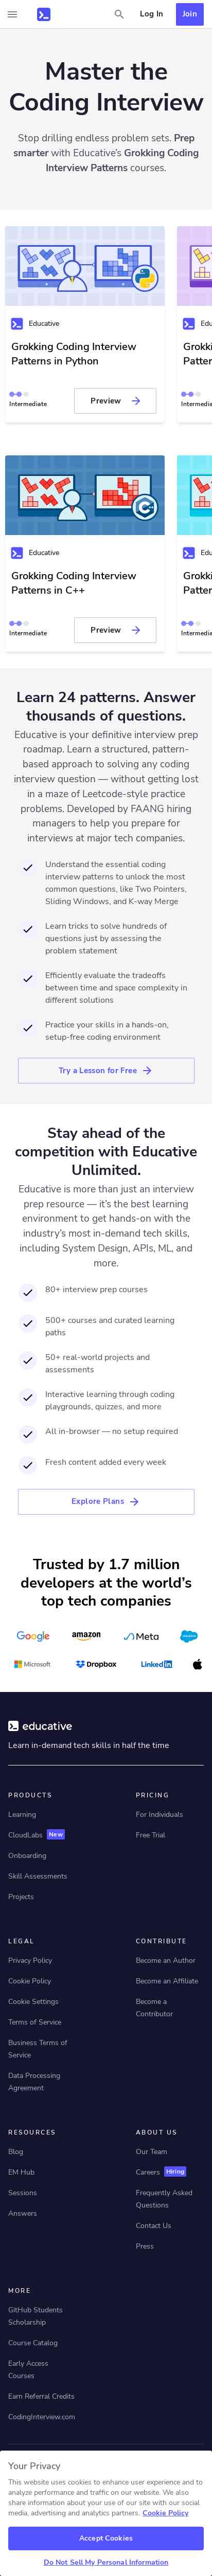 Log In
Join
Master the
Coding Interview
Stop drilling endless problem sets. Prep
smarter with Educative's Grokking Coding
Interview Patterns courses.
Educative
Grokking Coding Interview
Patterns in Python
Intermediate
Preview
Educative
Grokking Coding Interview
Patterns in C++
Intermediate
Preview
Learn 24 patterns. Answer
thousands of questions.
Educative is your definitive interview prep
roadmap. Learn a structured, pattern-
based approach to solving any coding
interview question — without getting lost
in a maze of Leetcode-style practice
problems. Developed by FAANG hiring
managers to help you prepare for
interviews at major tech companies.
Understand the essential coding
interview patterns to unlock the most
common questions, like Two Pointers,
Sliding Windows, and K-way Merge
Learn tricks to solve hundreds of
questions just by assessing the
problem statement
Efficiently evaluate the tradeoffs
between time and space complexity in
different solutions
Practice your skills in a hands-on,
setup-free coding environment
Try a Lesson for Free
Stay ahead of the
competition with Educative
Unlimited.
Educative is more than just an interview
prep resource — it's the best learning
environment to get hands-on with the
industry's most in-demand tech skills,
including System Design, APIs, ML, and
more.
80+ interview prep courses
500+ courses and curated learning
paths
50+ real-world projects and
assessments
Interactive learning through coding
playgrounds, quizzes, and more
All in-browser — no setup required
Fresh content added every week
Explore Plans
Trusted by 1.7 million
developers at the world's
top tech companies
Google
amazon
Meta
salesforce
Microsoft
Dropbox
LinkedIn
educative
Learn in-demand tech skills in half the time
PRODUCTS
Learning
CloudLabs New
Onboarding
Skill Assessments
Projects
PRICING
For Individuals
Free Trial
LEGAL
Privacy Policy
Cookie Policy
Cookie Settings
Terms of Service
Business Terms of
Service
Data Processing
Agreement
CONTRIBUTE
Become an Author
Become an Affiliate
Become a
Contributor
RESOURCES
Blog
EM Hub
Sessions
Answers
ABOUT US
Our Team
Careers Hiring
Frequently Asked
Questions
Contact Us
Press
MORE
GitHub Students
Scholarship
Course Catalog
Early Access
Courses
Earn Referral Credits
CodingInterview.com
Your Privacy
This website uses cookies to enhance user experience and to
analyze performance and traffic on our website. We also share
information about your use of our site with our social media,
advertising and analytics partners. Cookie Policy
Accept Cookies
Do Not Sell My Personal Information